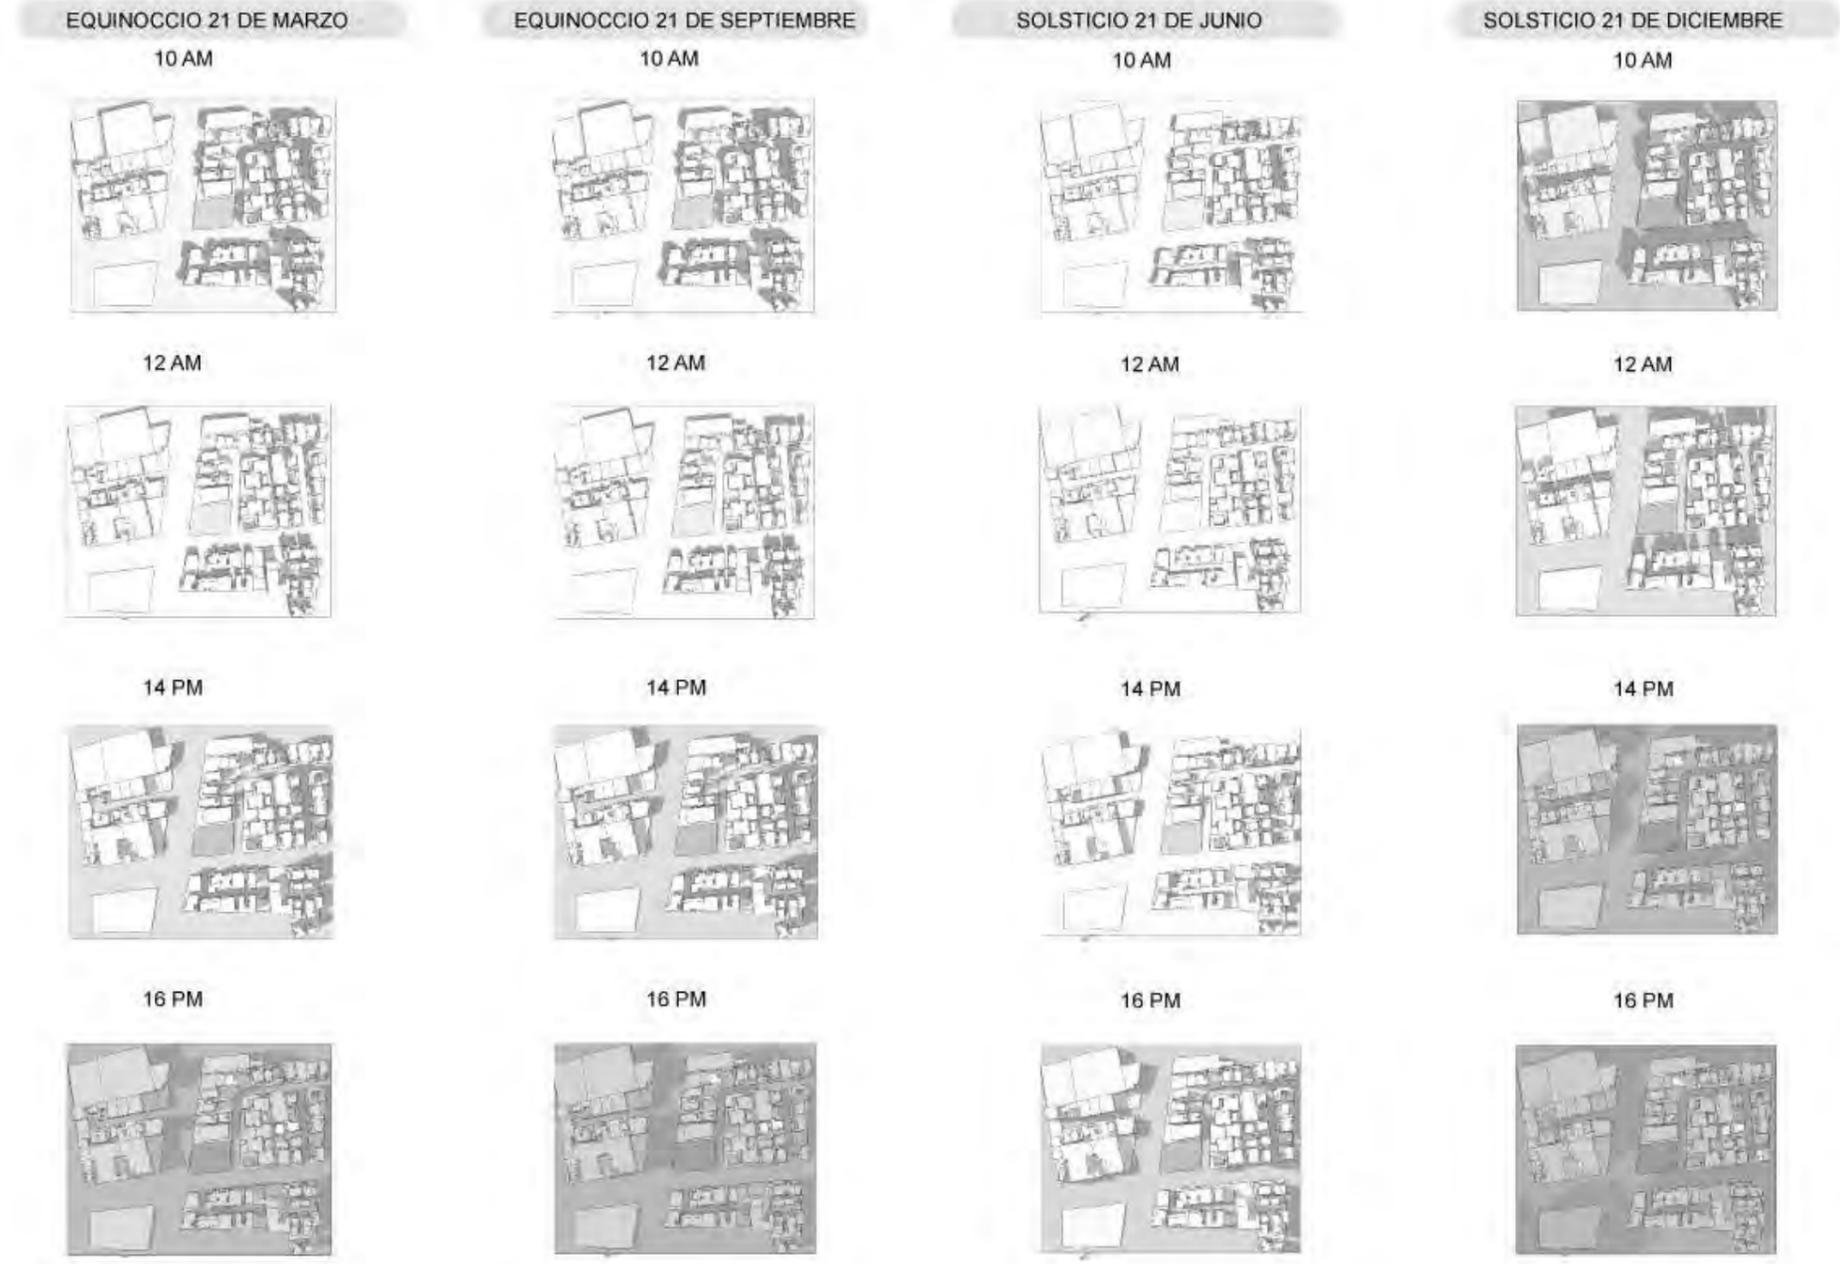 EQUINOCCIO 21 DE MARZO EQUINOCCIO 21 DE SEPTIEMBRE SOLSTICIO 21 DE JUNIO SOLSTICIO 21 DE DICIEMBRE
10 AM 10 AM 10 AM 10 AM
12 AM 12 AM 12 AM 12 AM
14 PM 14 PM 14 PM 14 PM
16 PM 16 PM 16 PM 16 PM